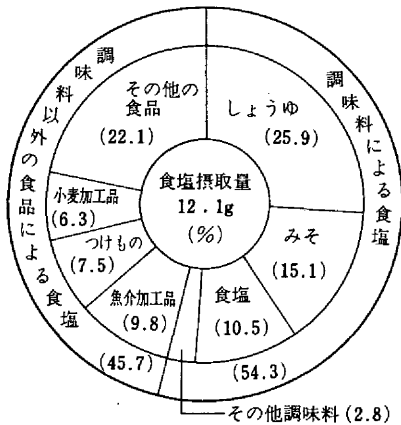 調味料以外の食品による食塩
(45.7)
調味料による食塩
(54.3)
食塩摂取量
12.1g
(%)
しょうゆ
(25.9)
みそ
(15.1)
食塩
(10.5)
その他調味料(2.8)
魚介加工品
(9.8)
つけもの
(7.5)
小麦加工品
(6.3)
その他の
食品
(22.1)